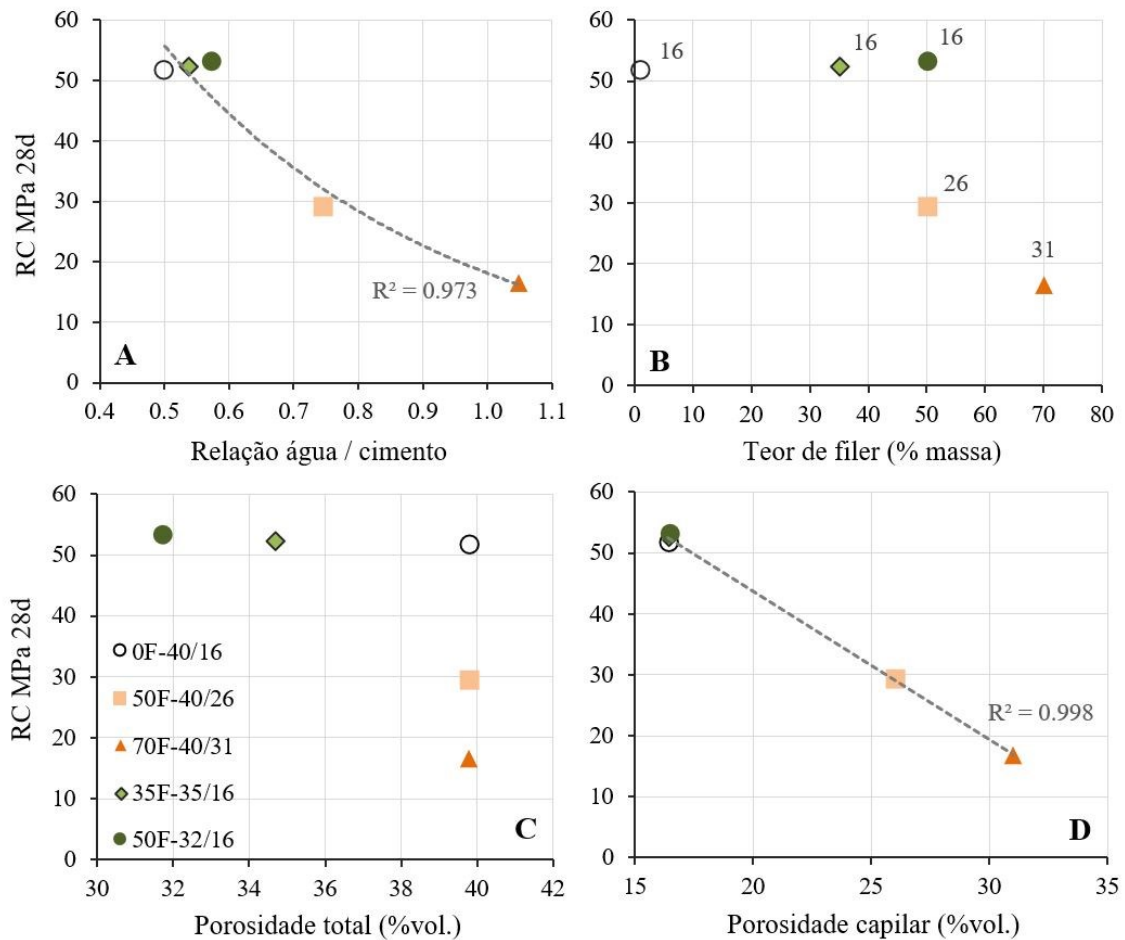 RC MPa 28d
60
50
40
30
20
10
0
R² = 0.973
A
0.4 0.5 0.6 0.7 0.8 0.9 1.0 1.1
Relação água / cimento
60
50
40
30
20
10
0
16 16 16
26
31
B
0 10 20 30 40 50 60 70 80
Teor de filer (% massa)
RC MPa 28d
60
50
40
30
20
10
0
0F-40/16
50F-40/26
70F-40/31
35F-35/16
50F-32/16
C
30 32 34 36 38 40 42
Porosidade total (%vol.)
60
50
40
30
20
10
0
R² = 0.998
D
15 20 25 30 35
Porosidade capilar (%vol.)